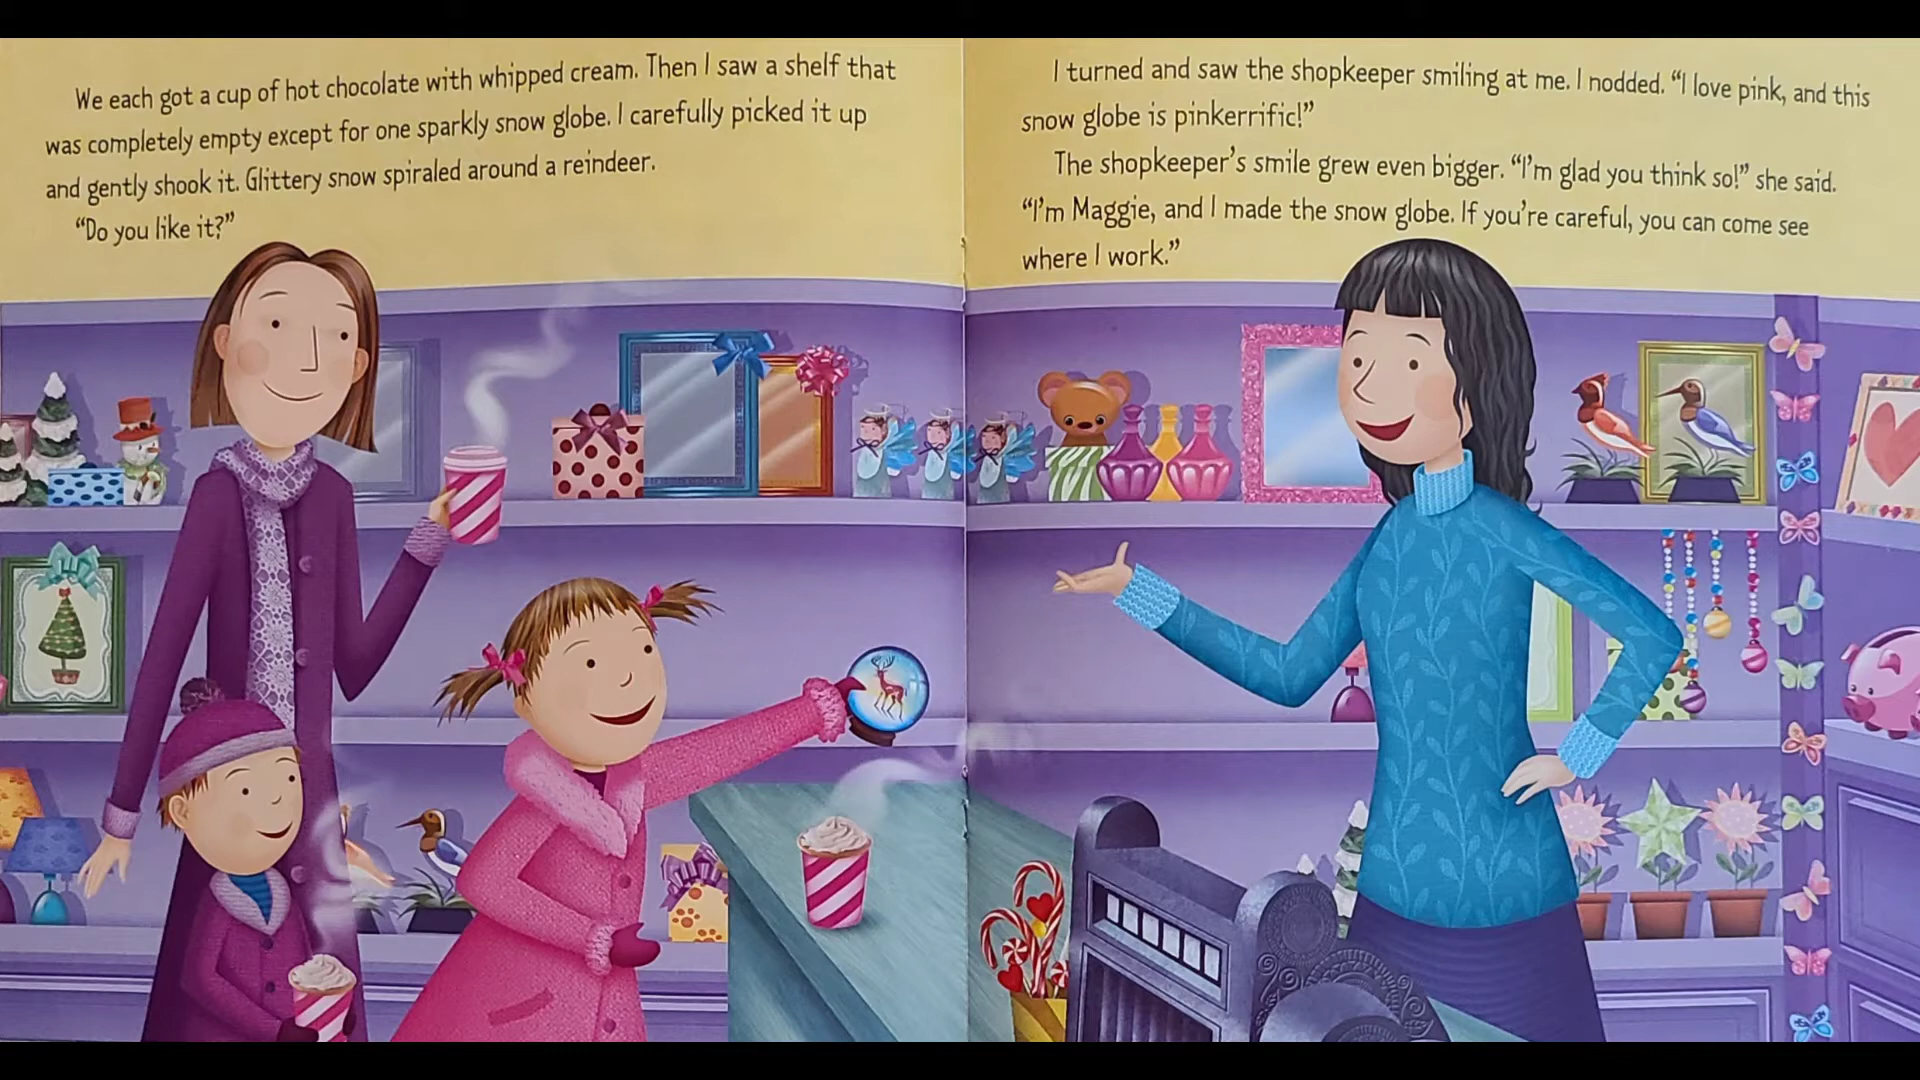 We each got a cup of hot chocolate with whipped cream. Then I saw a shelf that
was completely empty except for one sparkly snow globe. I carefully picked it up
and gently shook it. Glittery snow spiraled around a reindeer.
“Do you like it?”
I turned and saw the shopkeeper smiling at me. I nodded. “I love pink, and this
snow globe is pinkerrific!”
The shopkeeper’s smile grew even bigger. “I’m glad you think so!” she said.
“I’m Maggie, and I made the snow globe. If you’re careful, you can come see
where I work.”